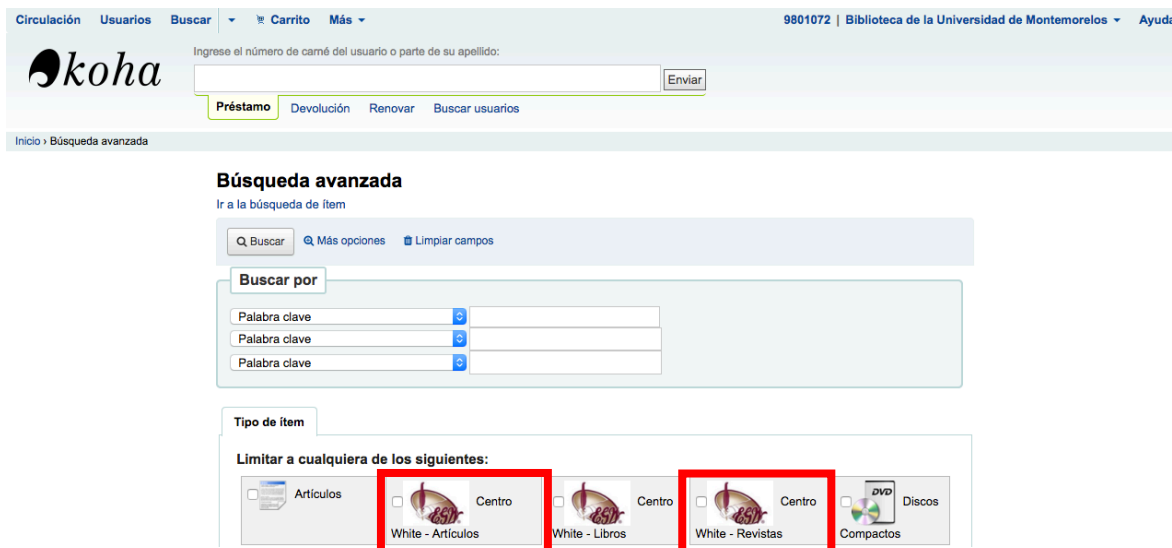 Circulación Usuarios Buscar Carrito Más 9801072 | Biblioteca de la Universidad de Montemorelos Ayuda
koha
Ingrese el número de carné del usuario o parte de su apellido:
Enviar
Préstamo Devolución Renovar Buscar usuarios
Inicio › Búsqueda avanzada
Búsqueda avanzada
Ir a la búsqueda de ítem
Buscar Más opciones Limpiar campos
Buscar por
Palabra clave
Palabra clave
Palabra clave
Tipo de ítem
Limitar a cualquiera de los siguientes:
Artículos
Centro White - Artículos
Centro White - Libros
Centro White - Revistas
DVD
Discos Compactos